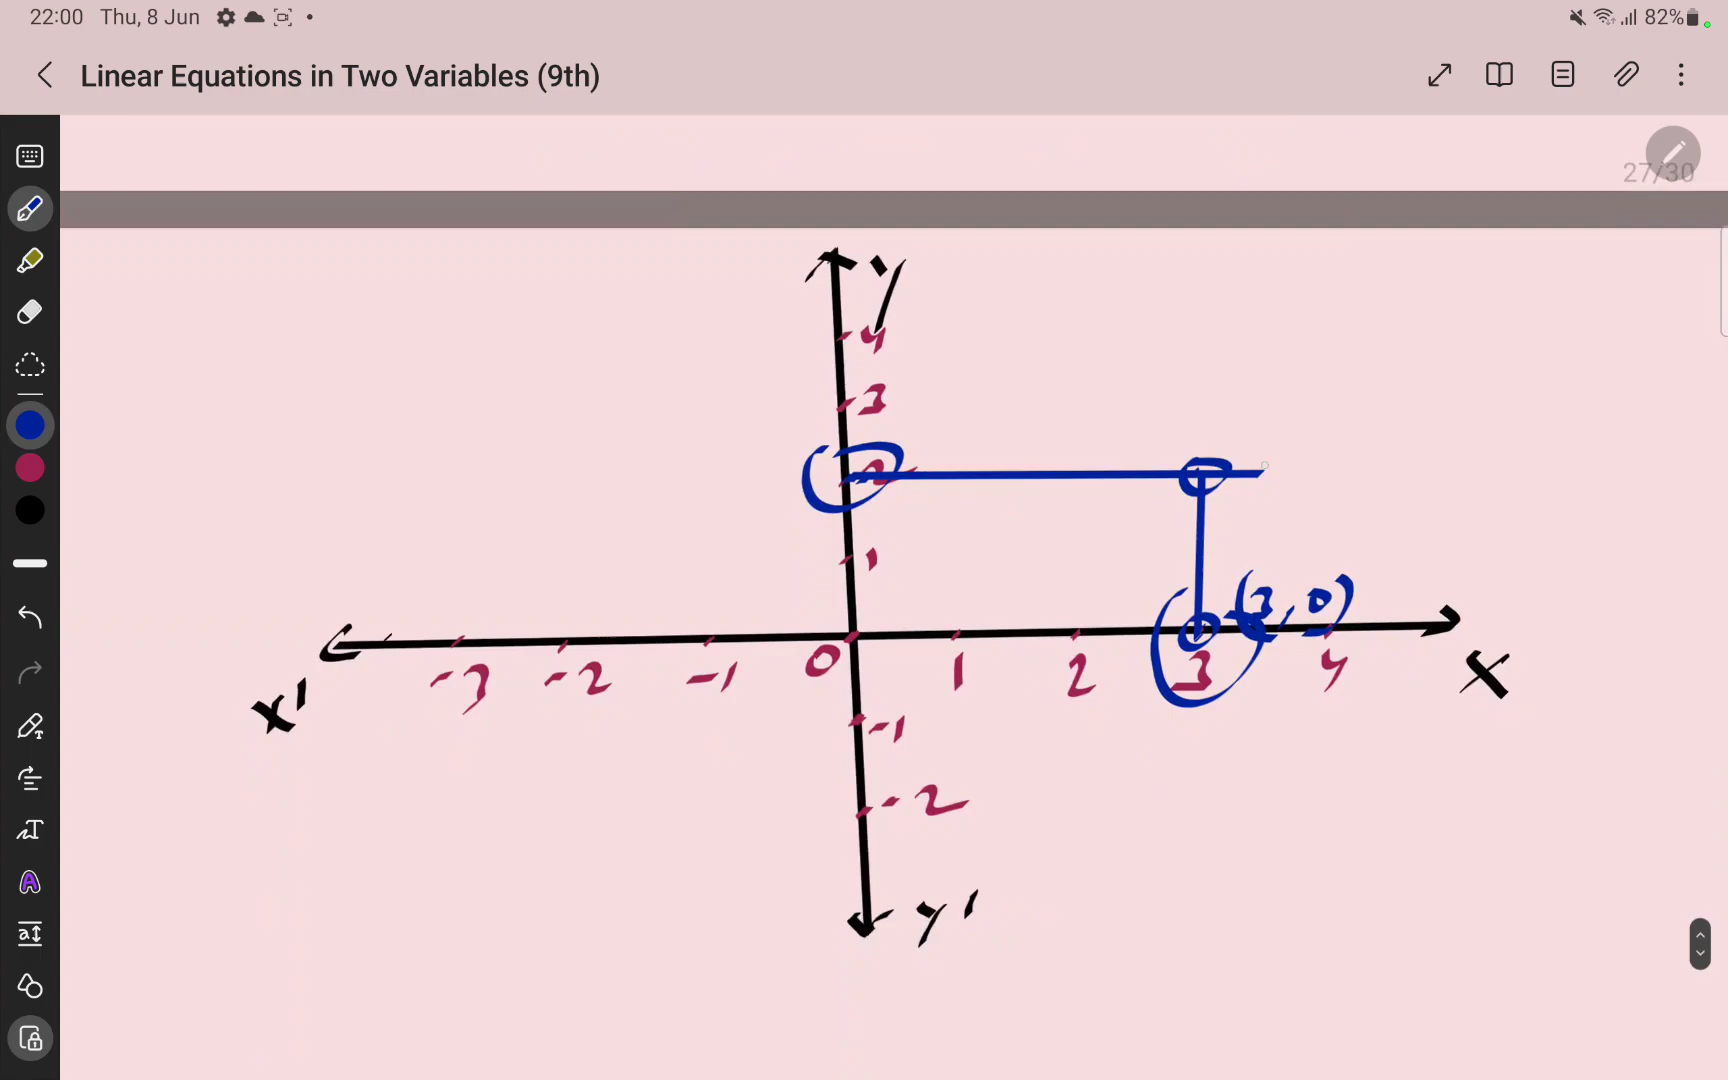 22:00 Thu, 8 Jun 82%
Linear Equations in Two Variables (9th)
27/30
y
4
3
2
1
(3,0)
-3 -2 -1 0 1 2 3 4
x' x
-1
-2
y'